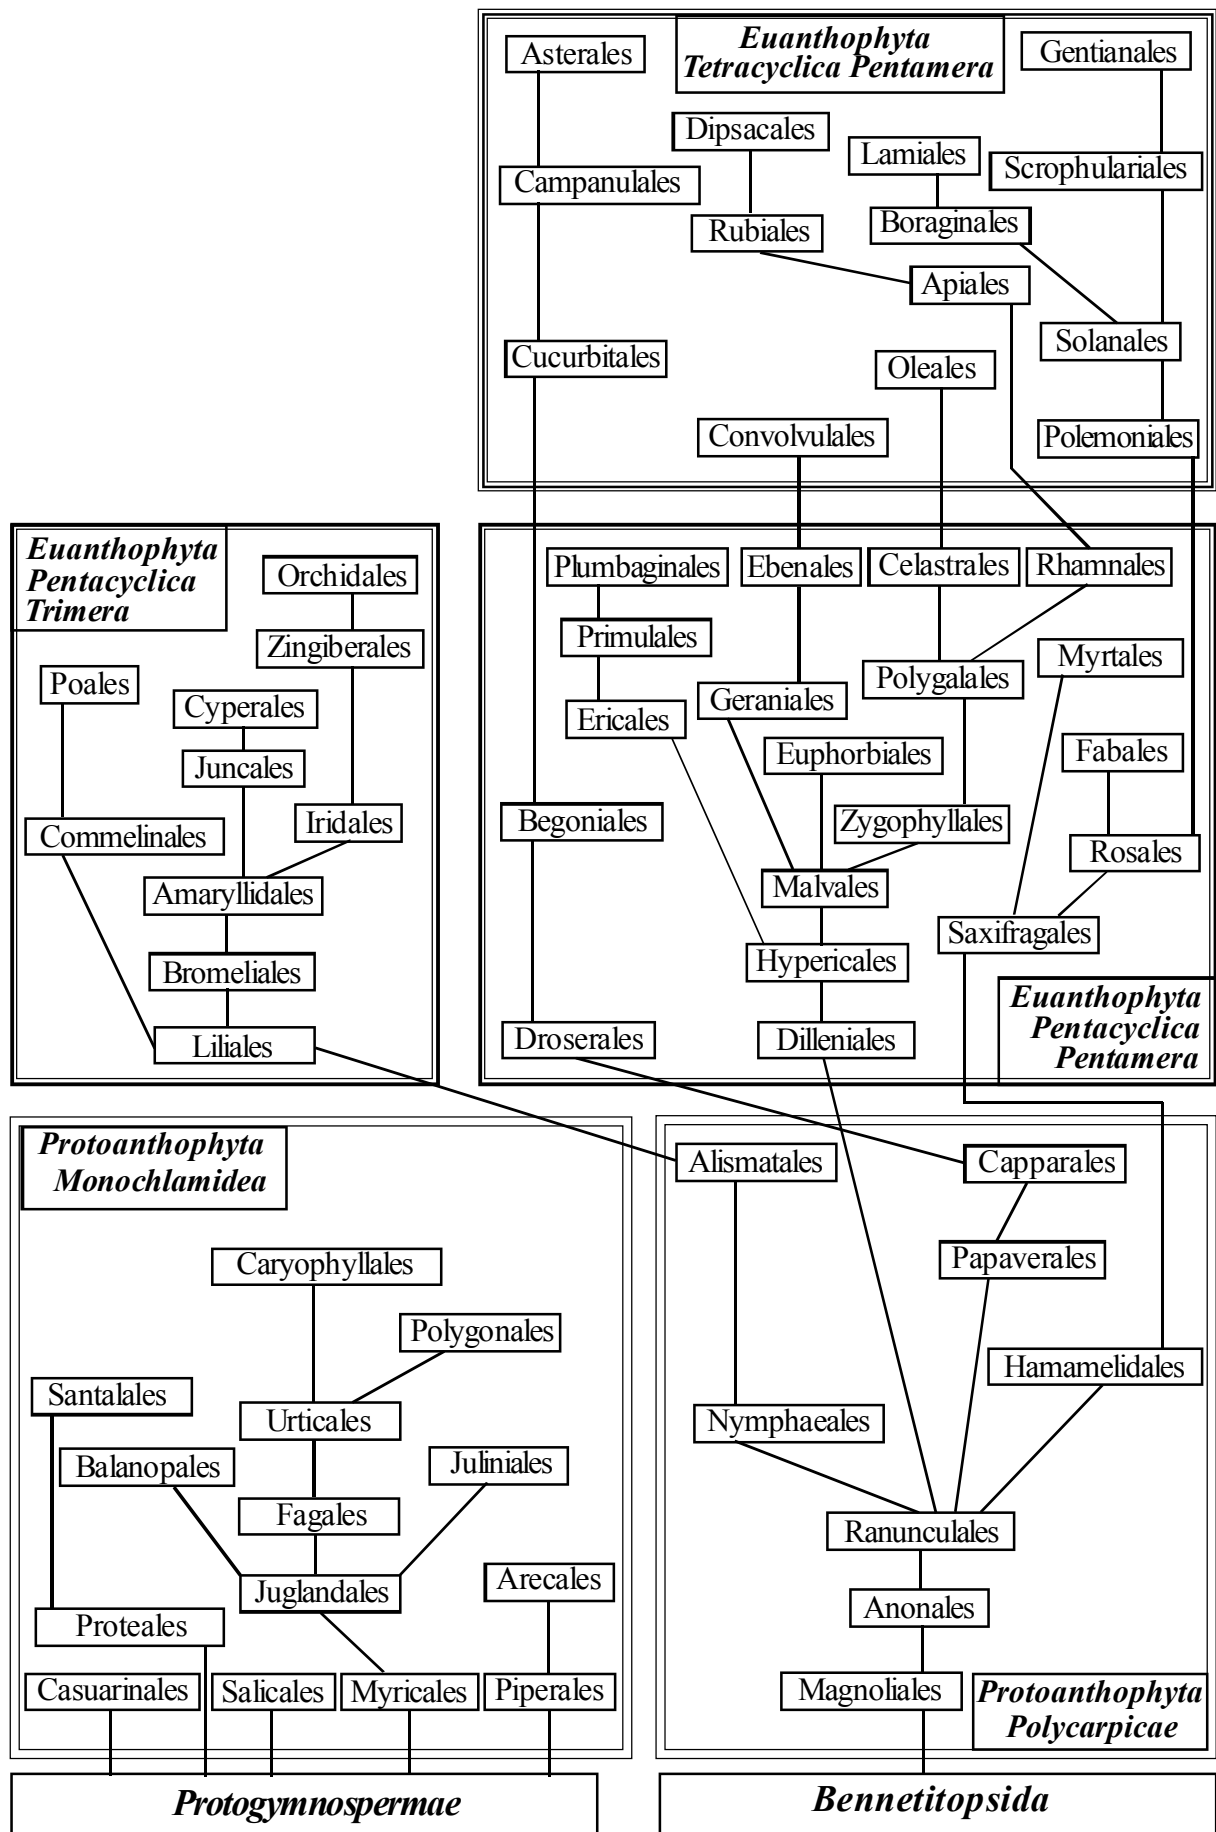 Euanthophyta
Tetracyclica Pentamera
Asterales
Gentianales
Dipsacales
Lamiales
Scrophulariales
Campanulales
Boraginales
Rubiales
Apiales
Solanales
Cucurbitales
Oleales
Convolvulales
Polemoniales
Euanthophyta
Pentacyclica
Trimera
Orchidales
Zingiberales
Poales
Cyperales
Juncales
Iridales
Commelinales
Amaryllidales
Bromeliales
Liliales
Plumbaginales
Ebenales
Celastrales
Rhamnales
Primulales
Myrtales
Polygalales
Geraniales
Ericales
Euphorbiales
Fabales
Begoniales
Zygophyllales
Rosales
Malvales
Saxifragales
Hypericales
Droserales
Dilleniales
Euanthophyta
Pentacyclica
Pentamera
Protoanthophyta
Monochlamidea
Caryophyllales
Polygonales
Santalales
Urticales
Balanopales
Juliniales
Fagales
Arecales
Juglandales
Proteales
Casuarinales
Salicales
Myricales
Piperales
Alismatales
Capparales
Papaverales
Hamamelidales
Nymphaeales
Ranunculales
Anonales
Magnoliales
Protoanthophyta
Polycarpicae
Protogymnospermae
Bennetitopsida